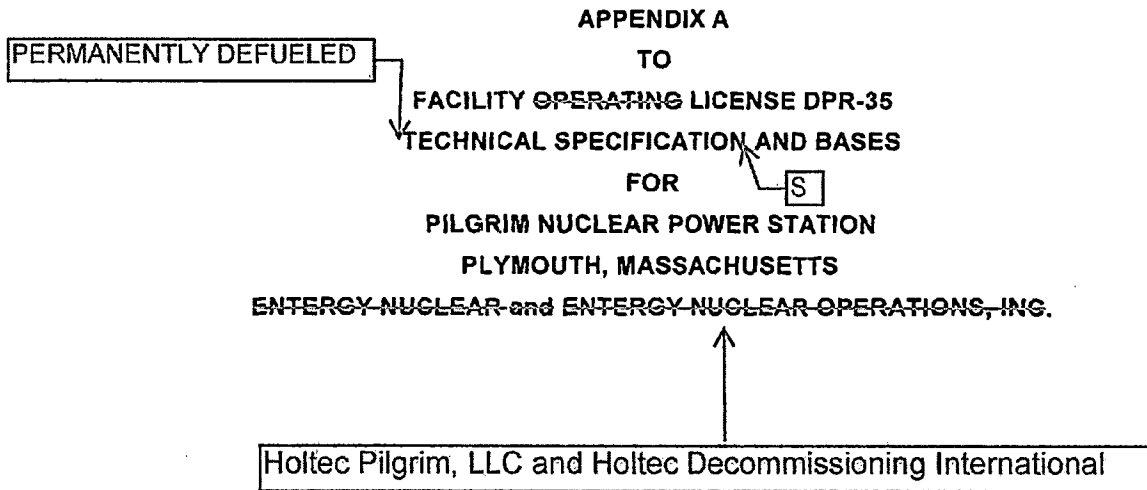 APPENDIX A
PERMANENTLY DEFUELED
TO
FACILITY OPERATING LICENSE DPR-35
TECHNICAL SPECIFICATION AND BASES
FOR
S
PILGRIM NUCLEAR POWER STATION
PLYMOUTH, MASSACHUSETTS
ENTERGY NUCLEAR and ENTERGY NUCLEAR OPERATIONS, INC.
Holtec Pilgrim, LLC and Holtec Decommissioning International